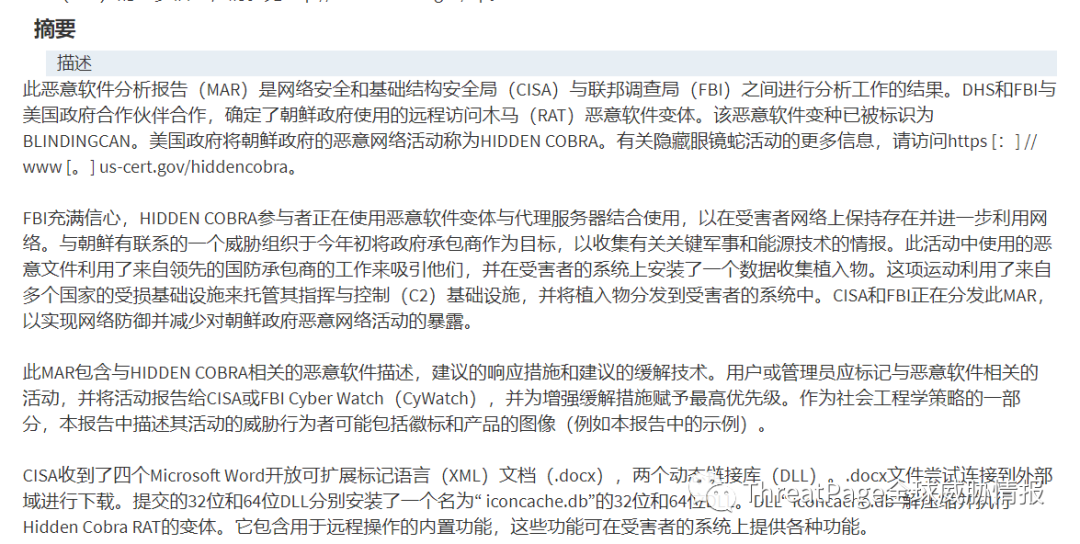 摘要
描述
此恶意软件分析报告（MAR）是网络安全和基础结构安全局（CISA）与联邦调查局（FBI）之间进行分析工作的结果。DHS和FBI与
美国政府合作伙伴合作，确定了朝鲜政府使用的远程访问木马（RAT）恶意软件变体。该恶意软件变种已被标识为
BLINDINGCAN。美国政府将朝鲜政府的恶意网络活动称为HIDDEN COBRA。有关隐藏眼镜蛇活动的更多信息，请访问https [：] //
www [。] us-cert.gov/hiddencobra。
FBI充满信心，HIDDEN COBRA参与者正在使用恶意软件变体与代理服务器结合使用，以在受害者网络上保持存在并进一步利用网
络。与朝鲜有联系的一个威胁组织于今年初将政府承包商作为目标，以收集有关关键军事和能源技术的情报。此活动中使用的恶
意文件利用了来自领先的国防承包商的工作来吸引他们，并在受害者的系统上安装了一个数据收集植入物。这项运动利用了来自
多个国家的受损基础设施来托管其指挥与控制（C2）基础设施，并将植入物分发到受害者的系统中。CISA和FBI正在分发此MAR，
以实现网络防御并减少对朝鲜政府恶意网络活动的暴露。
此MAR包含与HIDDEN COBRA相关的恶意软件描述，建议的响应措施和建议的缓解技术。用户或管理员应标记与恶意软件相关的
活动，并将活动报告给CISA或FBI Cyber Watch（CyWatch），并为增强缓解措施赋予最高优先级。作为社会工程学策略的一部
分，本报告中描述其活动的威胁行为者可能包括徽标和产品的图像（例如本报告中的示例）。
CISA收到了四个Microsoft Word开放可扩展标记语言（XML）文档（.docx），两个动态链接库（DLL）。.docx文件尝试连接到外部
域进行下载。提交的32位和64位DLL分别安装了一个名为“ iconcache.db”的32位和64位DLL。DLL“ iconcache.db”解压缩并执行
Hidden Cobra RAT的变体。它包含用于远程操作的内置功能，这些功能可在受害者的系统上提供各种功能。
ThreatPage全球威胁情报